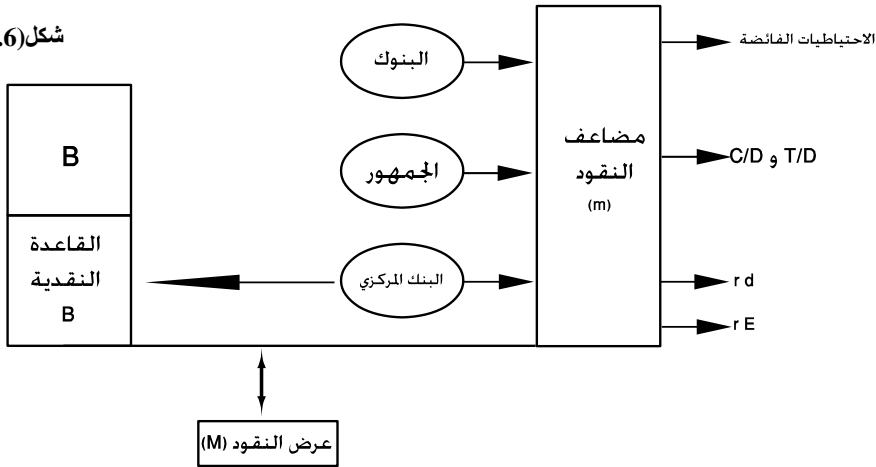 شكل(6.
البنوك
الاحتياطيات الفائضة
مضاعف
النقود
(m)
B
الجمهور
C/D و T/D
القاعدة
النقدية
B
البنك المركزي
r d
r E
عرض النقود (M)